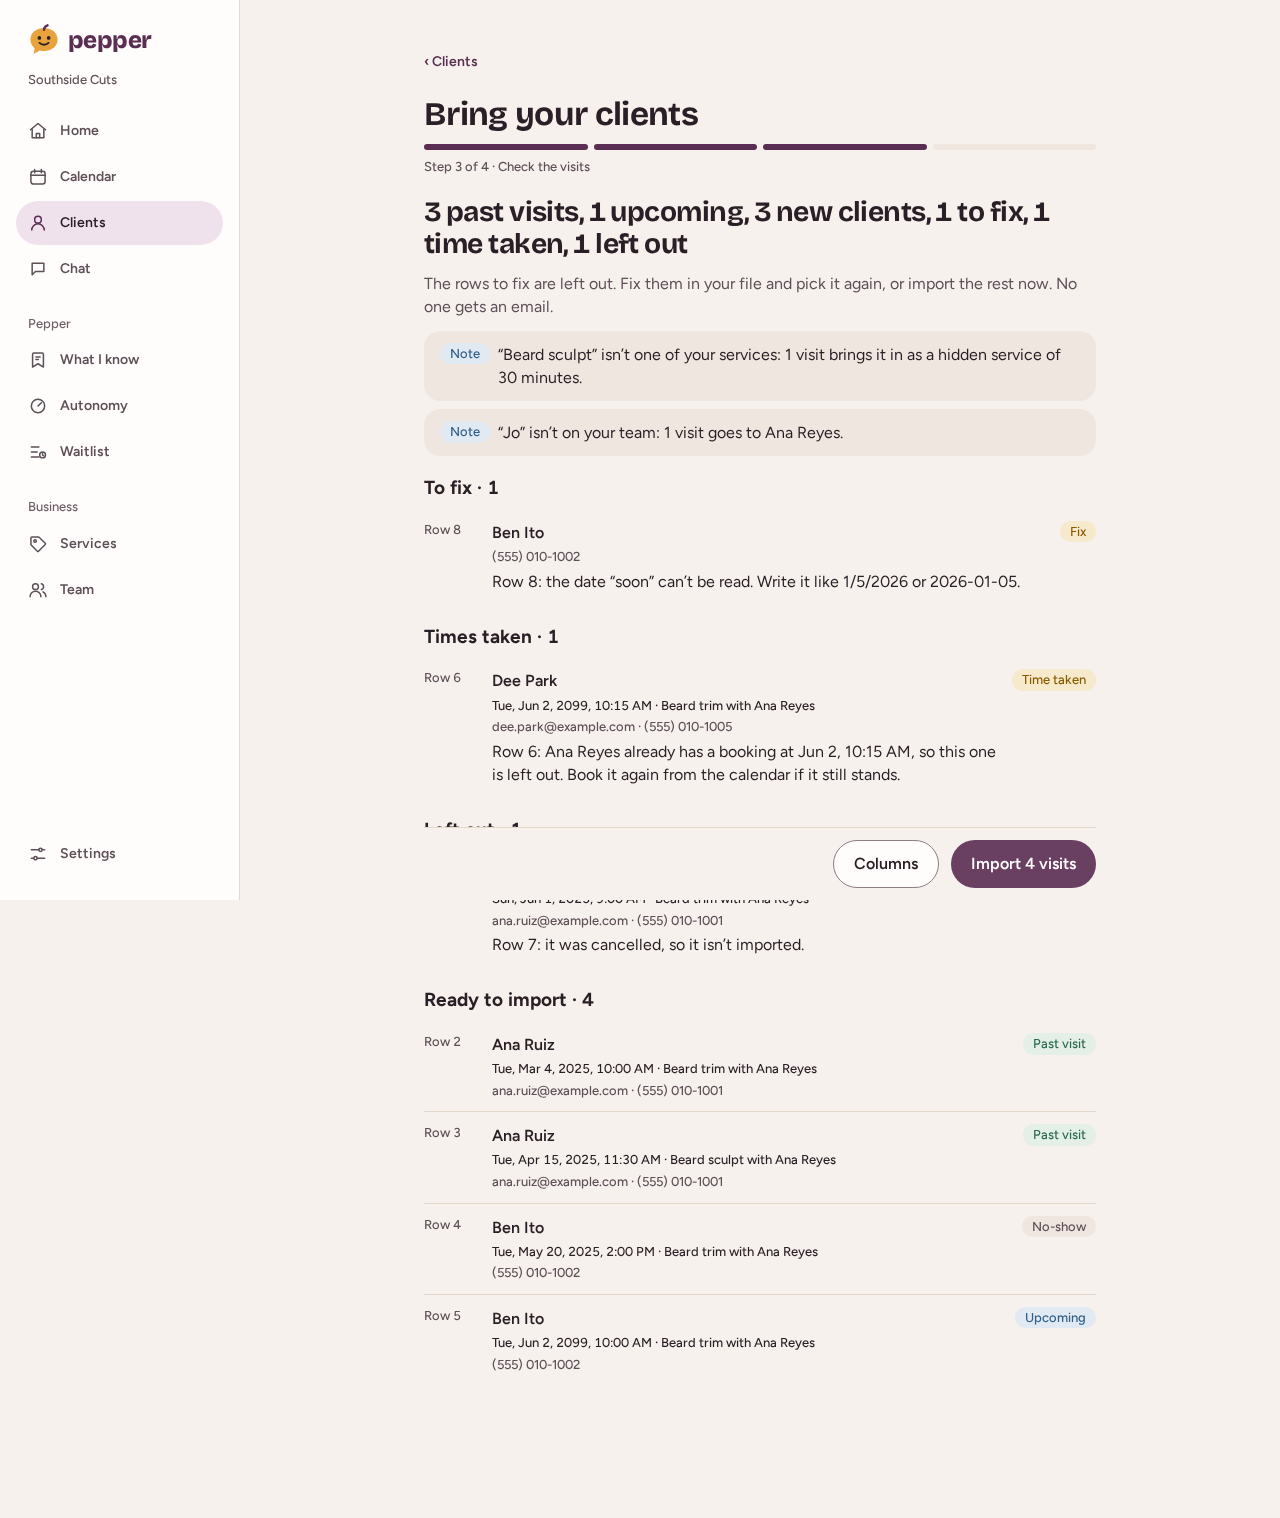 pepper
Southside Cuts
Home
Calendar
Clients
Chat
Pepper
What I know
Autonomy
Waitlist
Business
Services
Team
Settings
‹ Clients
Bring your clients
Step 3 of 4 · Check the visits
3 past visits, 1 upcoming, 3 new clients, 1 to fix, 1
time taken, 1 left out
The rows to fix are left out. Fix them in your file and pick it again, or import the rest now. No
one gets an email.
Note
“Beard sculpt” isn’t one of your services: 1 visit brings it in as a hidden service of
30 minutes.
Note
“Jo” isn’t on your team: 1 visit goes to Ana Reyes.
To fix · 1
Row 8
Ben Ito
Fix
(555) 010-1002
Row 8: the date “soon” can’t be read. Write it like 1/5/2026 or 2026-01-05.
Times taken · 1
Row 6
Dee Park
Time taken
Tue, Jun 2, 2099, 10:15 AM · Beard trim with Ana Reyes
dee.park@example.com · (555) 010-1005
Row 6: Ana Reyes already has a booking at Jun 2, 10:15 AM, so this one
is left out. Book it again from the calendar if it still stands.
Left out · 1
Columns
Import 4 visits
Sun, Jun 1, 2025, 9:00 AM · Beard trim with Ana Reyes
ana.ruiz@example.com · (555) 010-1001
Row 7: it was cancelled, so it isn’t imported.
Ready to import · 4
Row 2
Ana Ruiz
Past visit
Tue, Mar 4, 2025, 10:00 AM · Beard trim with Ana Reyes
ana.ruiz@example.com · (555) 010-1001
Row 3
Ana Ruiz
Past visit
Tue, Apr 15, 2025, 11:30 AM · Beard sculpt with Ana Reyes
ana.ruiz@example.com · (555) 010-1001
Row 4
Ben Ito
No-show
Tue, May 20, 2025, 2:00 PM · Beard trim with Ana Reyes
(555) 010-1002
Row 5
Ben Ito
Upcoming
Tue, Jun 2, 2099, 10:00 AM · Beard trim with Ana Reyes
(555) 010-1002